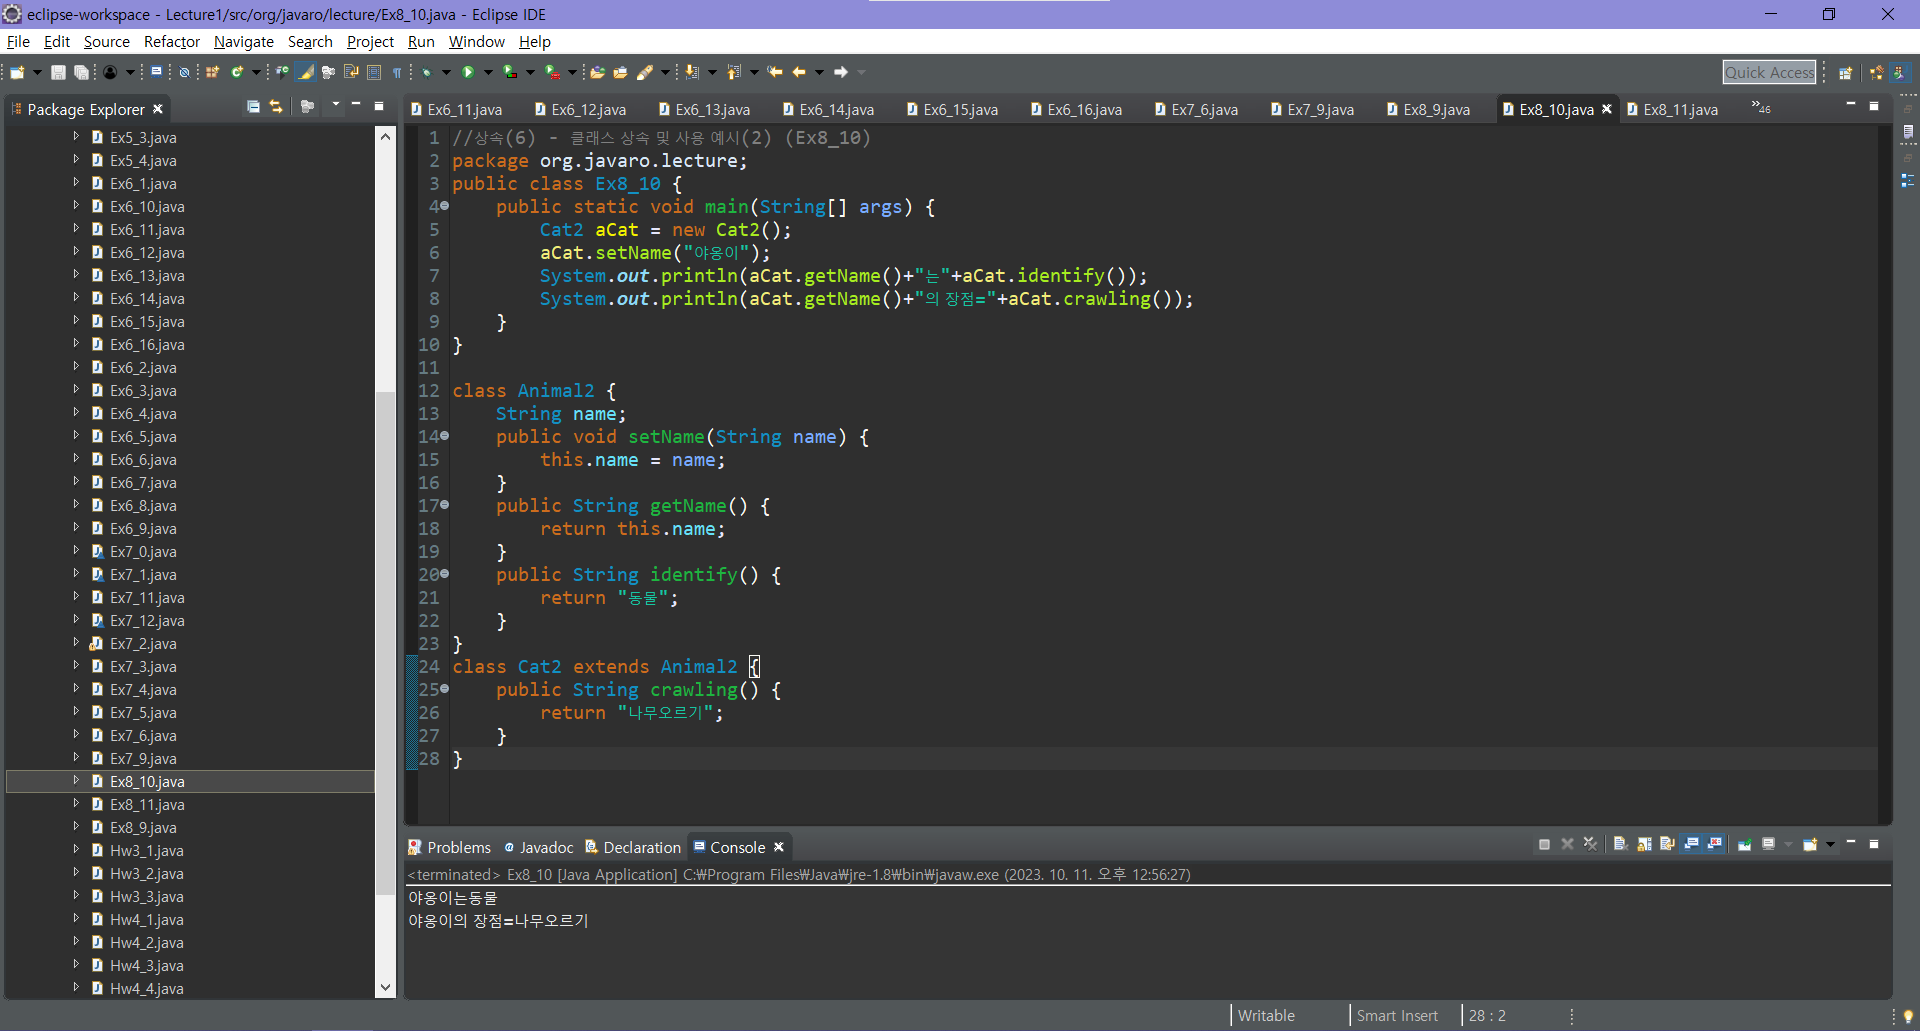 eclipse-workspace - Lecture1/src/org/javaro/lecture/Ex8_10.java - Eclipse IDE
File Edit Source Refactor Navigate Search Project Run Window Help
Quick Access
Package Explorer
Ex5_3.java
Ex5_4.java
Ex6_1.java
Ex6_10.java
Ex6_11.java
Ex6_12.java
Ex6_13.java
Ex6_14.java
Ex6_15.java
Ex6_16.java
Ex6_2.java
Ex6_3.java
Ex6_4.java
Ex6_5.java
Ex6_6.java
Ex6_7.java
Ex6_8.java
Ex6_9.java
Ex7_0.java
Ex7_1.java
Ex7_11.java
Ex7_12.java
Ex7_2.java
Ex7_3.java
Ex7_4.java
Ex7_5.java
Ex7_6.java
Ex7_9.java
Ex8_10.java
Ex8_11.java
Ex8_9.java
Hw3_1.java
Hw3_2.java
Hw3_3.java
Hw4_1.java
Hw4_2.java
Hw4_3.java
Hw4_4.java
Ex6_11.java Ex6_12.java Ex6_13.java Ex6_14.java Ex6_15.java Ex6_16.java Ex7_6.java Ex7_9.java Ex8_9.java Ex8_10.java Ex8_11.java »46
1 //상속(6) - 클래스 상속 및 사용 예시(2) (Ex8_10)
2 package org.javaro.lecture;
3 public class Ex8_10 {
4     public static void main(String[] args) {
5         Cat2 aCat = new Cat2();
6         aCat.setName("야옹이");
7         System.out.println(aCat.getName()+"는"+aCat.identify());
8         System.out.println(aCat.getName()+"의 장점="+aCat.crawling());
9     }
10 }
11
12 class Animal2 {
13     String name;
14     public void setName(String name) {
15         this.name = name;
16     }
17     public String getName() {
18         return this.name;
19     }
20     public String identify() {
21         return "동물";
22     }
23 }
24 class Cat2 extends Animal2 {
25     public String crawling() {
26         return "나무오르기";
27     }
28 }
Problems Javadoc Declaration Console
<terminated> Ex8_10 [Java Application] C:₩Program Files₩Java₩jre-1.8₩bin₩javaw.exe (2023. 10. 11. 오후 12:56:27)
야옹이는동물
야옹이의 장점=나무오르기
Writable Smart Insert 28 : 2